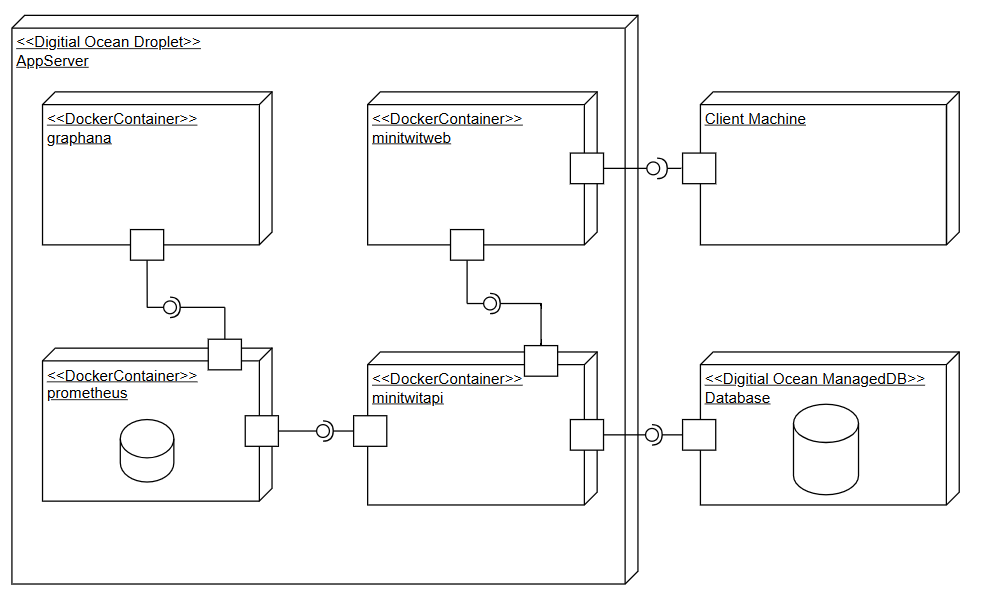 <<Digitial Ocean Droplet>>
AppServer
<<DockerContainer>>
graphana
<<DockerContainer>>
minitwitweb
Client Machine
<<DockerContainer>>
prometheus
<<DockerContainer>>
minitwitapi
<<Digitial Ocean ManagedDB>>
Database